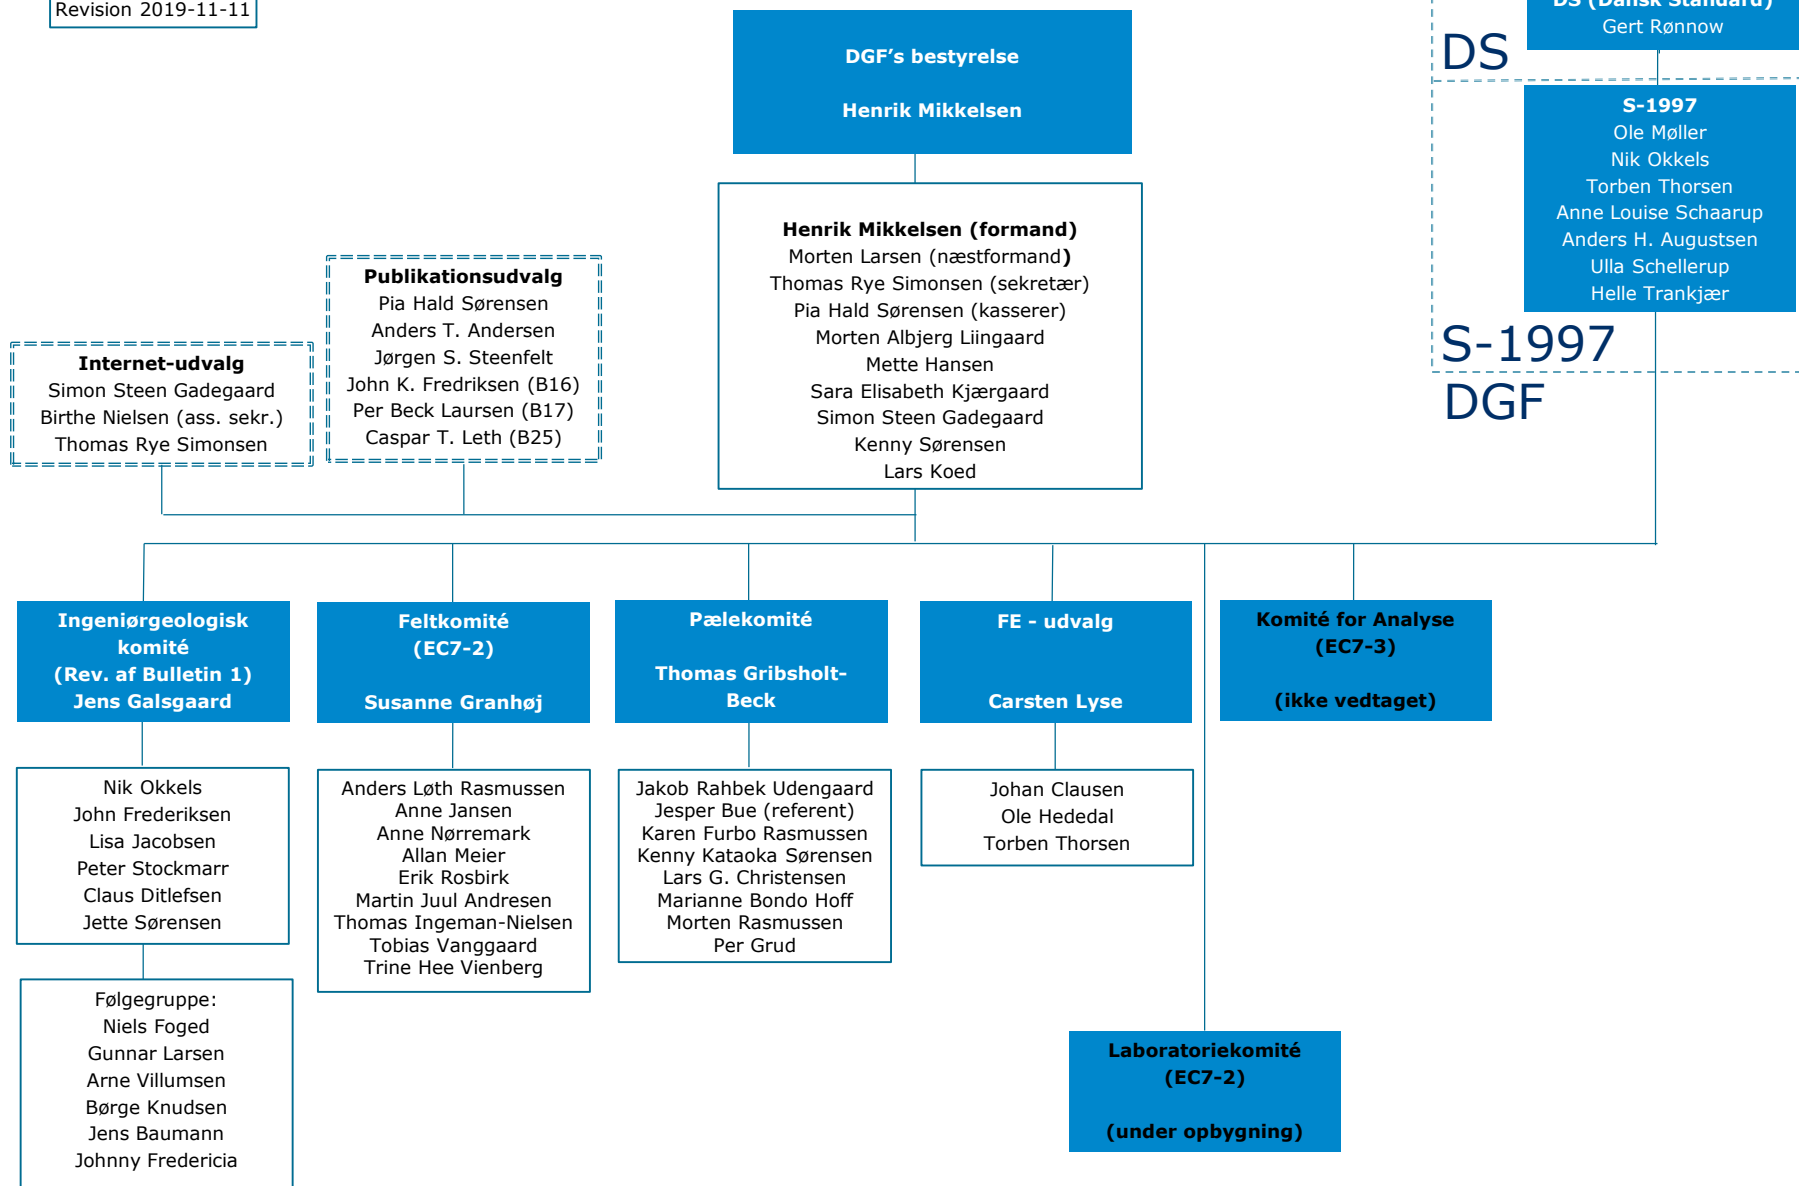 Revision 2019-11-11
DGF’s bestyrelse
Henrik Mikkelsen
DS (Dansk Standard)
Gert Rønnow
DS
S-1997
Ole Møller
Nik Okkels
Torben Thorsen
Anne Louise Schaarup
Anders H. Augustsen
Ulla Schellerup
Helle Trankjær
S-1997
DGF
Henrik Mikkelsen (formand)
Morten Larsen (næstformand)
Thomas Rye Simonsen (sekretær)
Pia Hald Sørensen (kasserer)
Morten Albjerg Liingaard
Mette Hansen
Sara Elisabeth Kjærgaard
Simon Steen Gadegaard
Kenny Sørensen
Lars Koed
Publikationsudvalg
Pia Hald Sørensen
Anders T. Andersen
Jørgen S. Steenfelt
John K. Fredriksen (B16)
Per Beck Laursen (B17)
Caspar T. Leth (B25)
Internet-udvalg
Simon Steen Gadegaard
Birthe Nielsen (ass. sekr.)
Thomas Rye Simonsen
Ingeniørgeologisk
komité
(Rev. af Bulletin 1)
Jens Galsgaard
Feltkomité
(EC7-2)
Susanne Granhøj
Pælekomité
Thomas Gribsholt-
Beck
FE - udvalg
Carsten Lyse
Komité for Analyse
(EC7-3)
(ikke vedtaget)
Nik Okkels
John Frederiksen
Lisa Jacobsen
Peter Stockmarr
Claus Ditlefsen
Jette Sørensen
Anders Løth Rasmussen
Anne Jansen
Anne Nørremark
Allan Meier
Erik Rosbirk
Martin Juul Andresen
Thomas Ingeman-Nielsen
Tobias Vanggaard
Trine Hee Vienberg
Jakob Rahbek Udengaard
Jesper Bue (referent)
Karen Furbo Rasmussen
Kenny Kataoka Sørensen
Lars G. Christensen
Marianne Bondo Hoff
Morten Rasmussen
Per Grud
Johan Clausen
Ole Hededal
Torben Thorsen
Følgegruppe:
Niels Foged
Gunnar Larsen
Arne Villumsen
Børge Knudsen
Jens Baumann
Johnny Fredericia
Laboratoriekomité
(EC7-2)
(under opbygning)